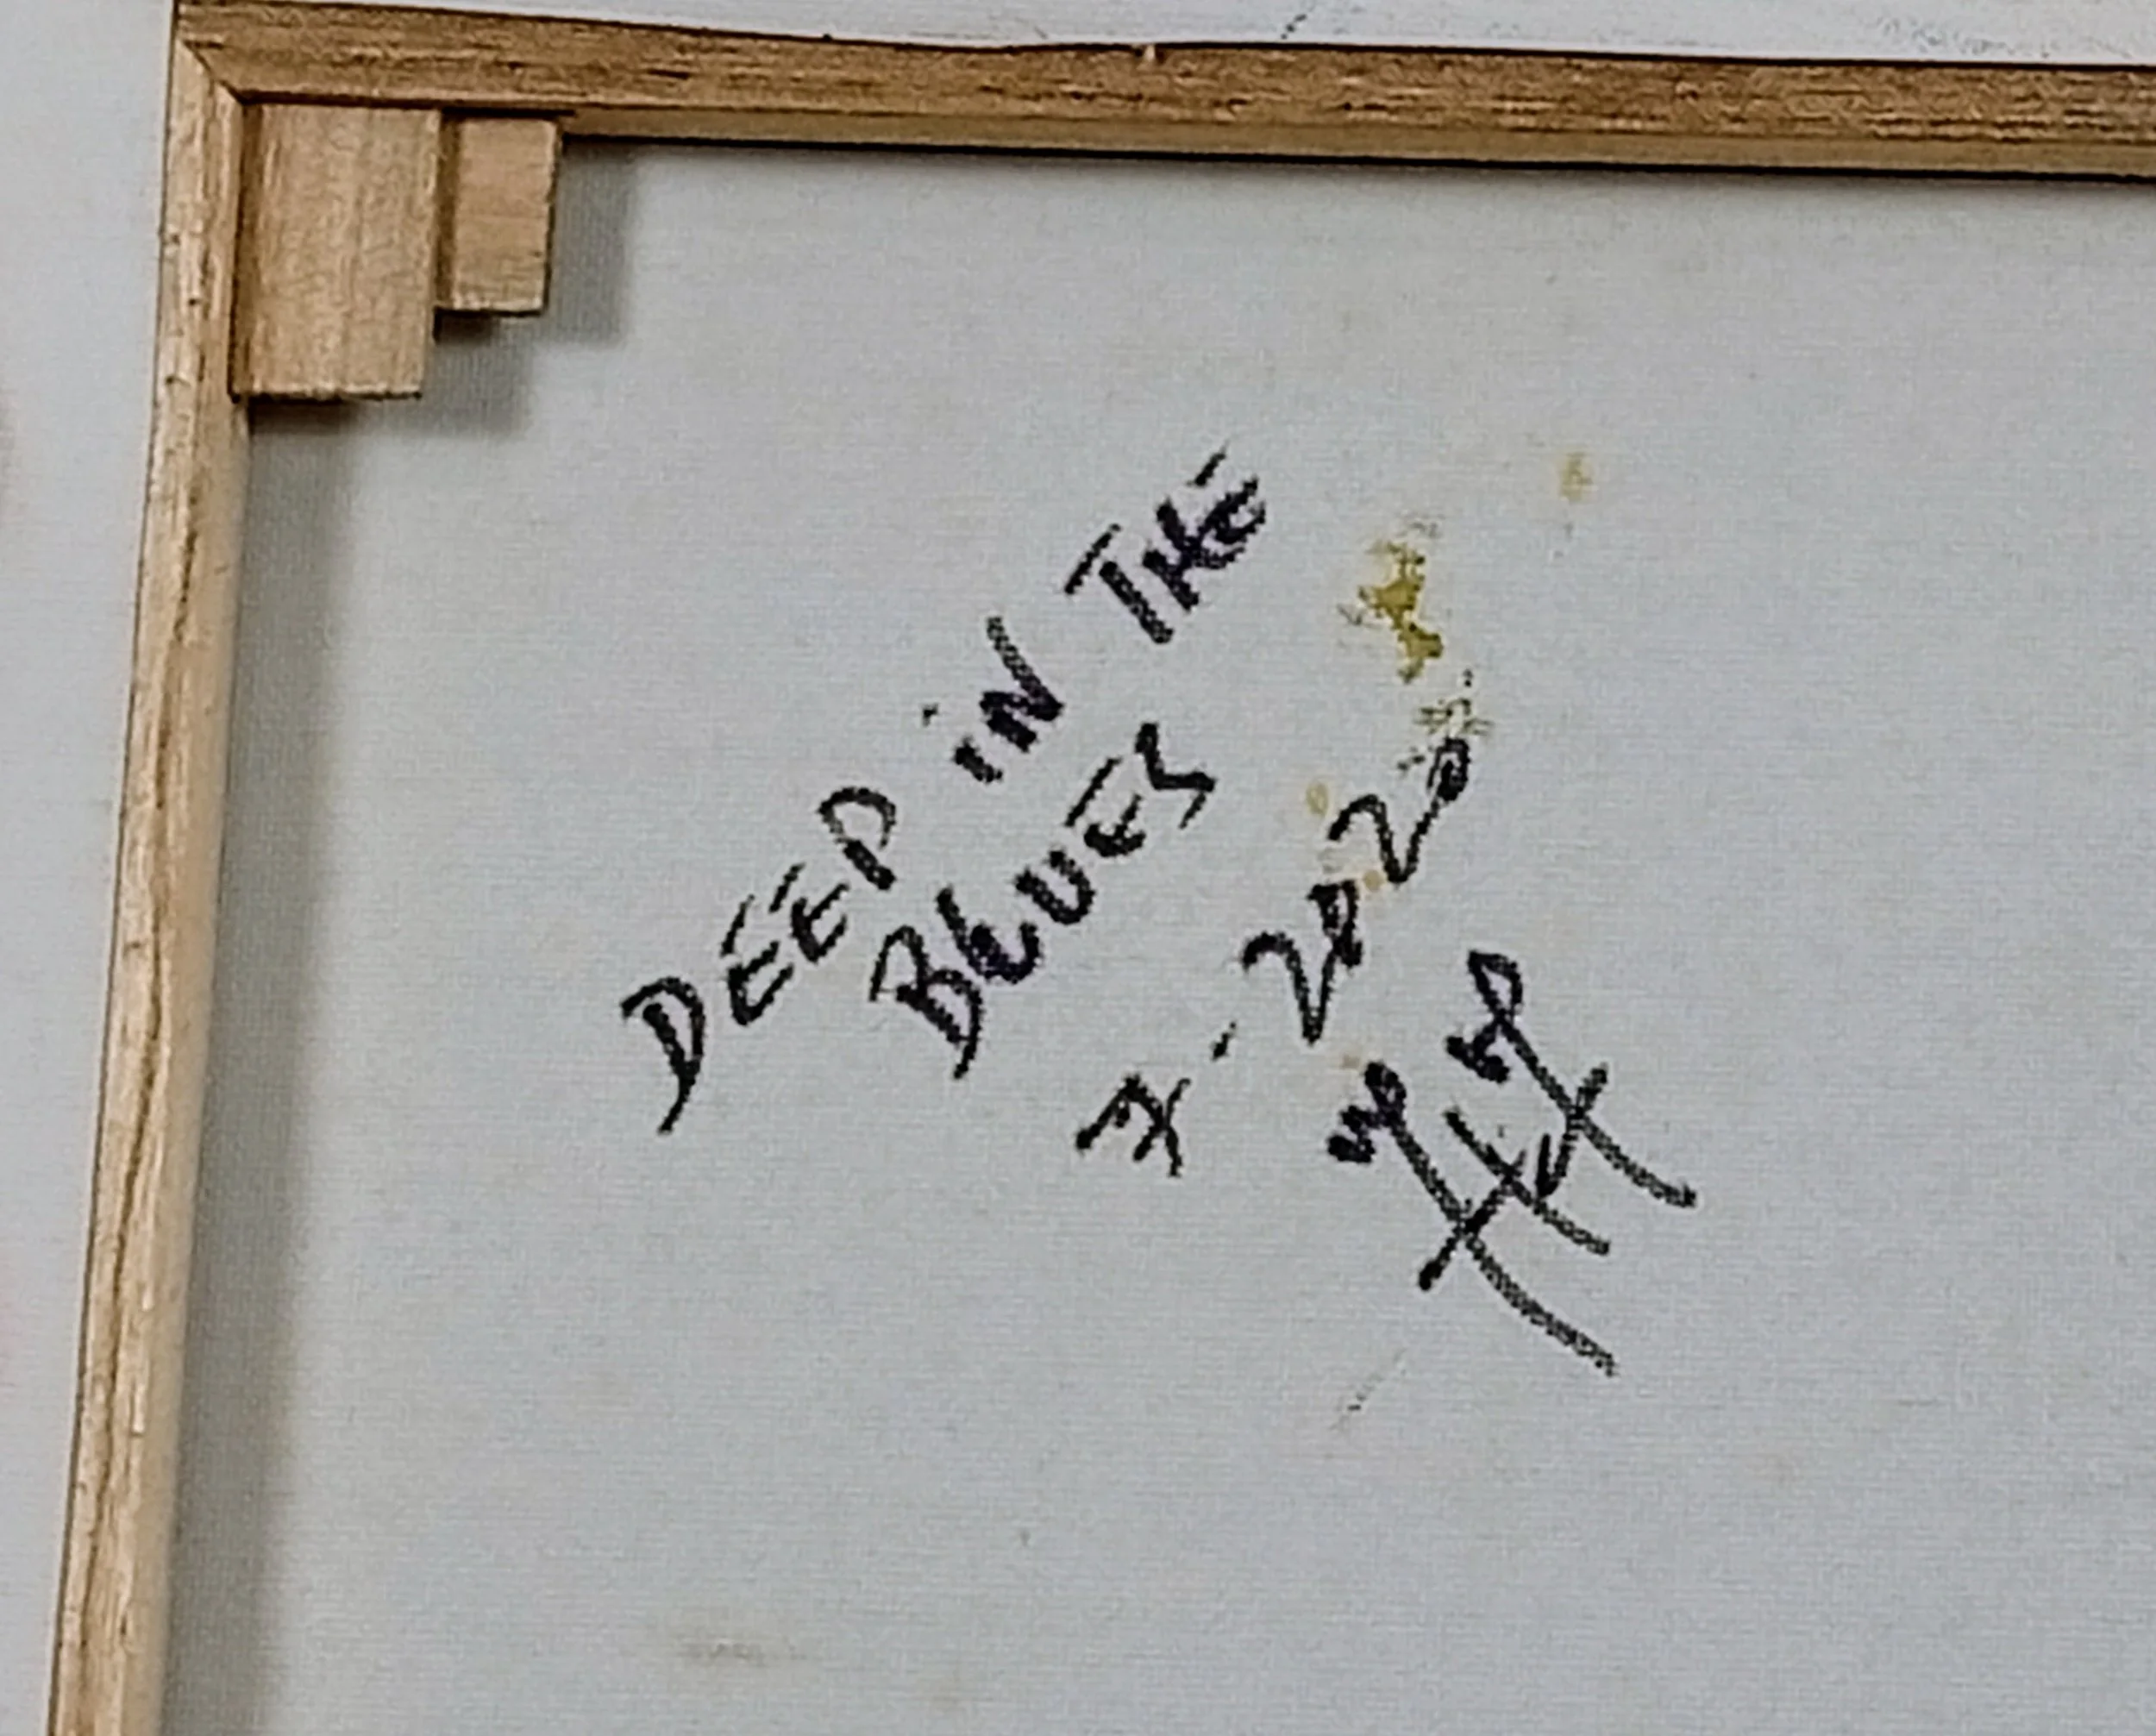 DEEP iN THE
BLUES
7-2020